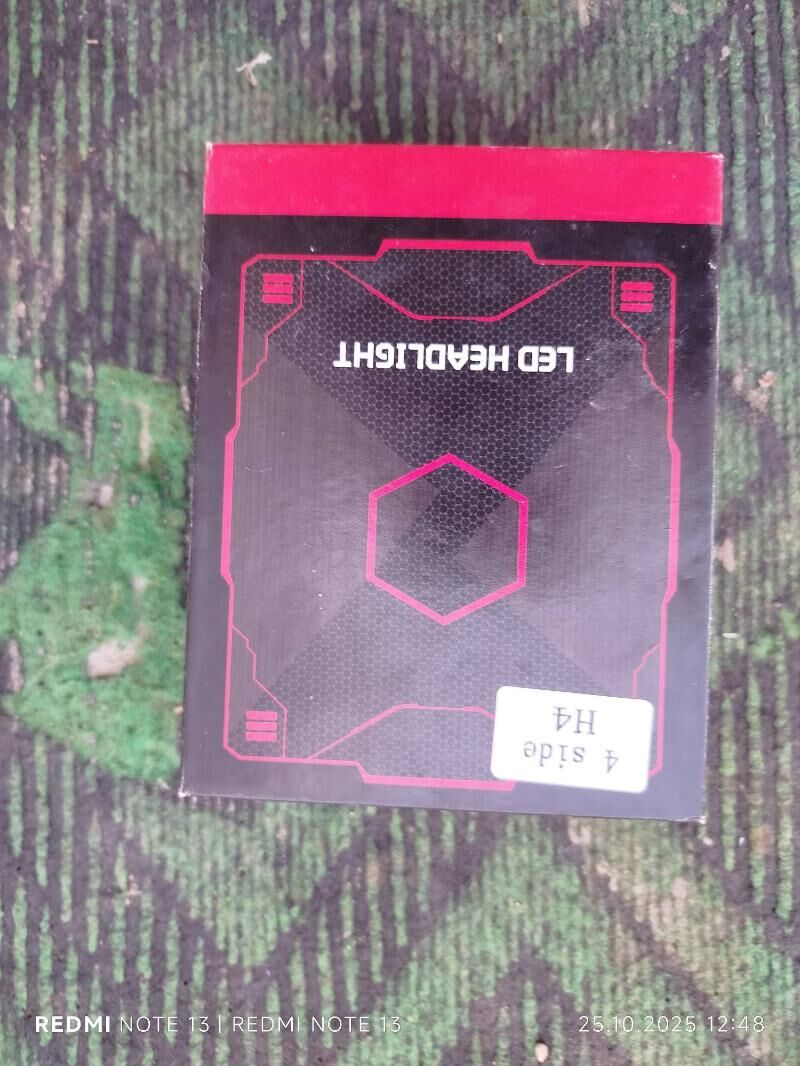 LED HEADLIGHT
4 side
H4
REDMI NOTE 13 | REDMI NOTE 13
25.10.2025 12:48